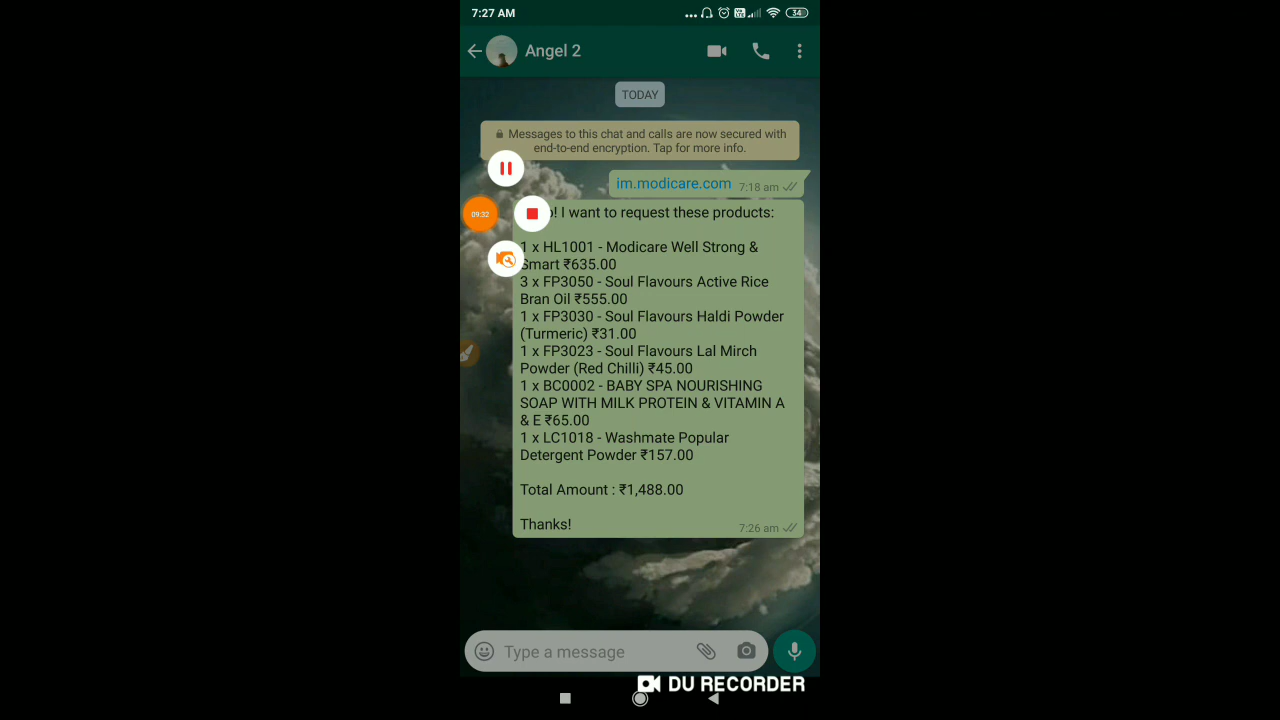 7:27 AM
34
Angel 2
TODAY
Messages to this chat and calls are now secured with
end-to-end encryption. Tap for more info.
im.modicare.com 7:18 am
09:32
! I want to request these products:
1 x HL1001 - Modicare Well Strong &
Smart ₹635.00
3 x FP3050 - Soul Flavours Active Rice
Bran Oil ₹555.00
1 x FP3030 - Soul Flavours Haldi Powder
(Turmeric) ₹31.00
1 x FP3023 - Soul Flavours Lal Mirch
Powder (Red Chilli) ₹45.00
1 x BC0002 - BABY SPA NOURISHING
SOAP WITH MILK PROTEIN & VITAMIN A
& E ₹65.00
1 x LC1018 - Washmate Popular
Detergent Powder ₹157.00
Total Amount : ₹1,488.00
Thanks!
7:26 am
Type a message
DU RECORDER